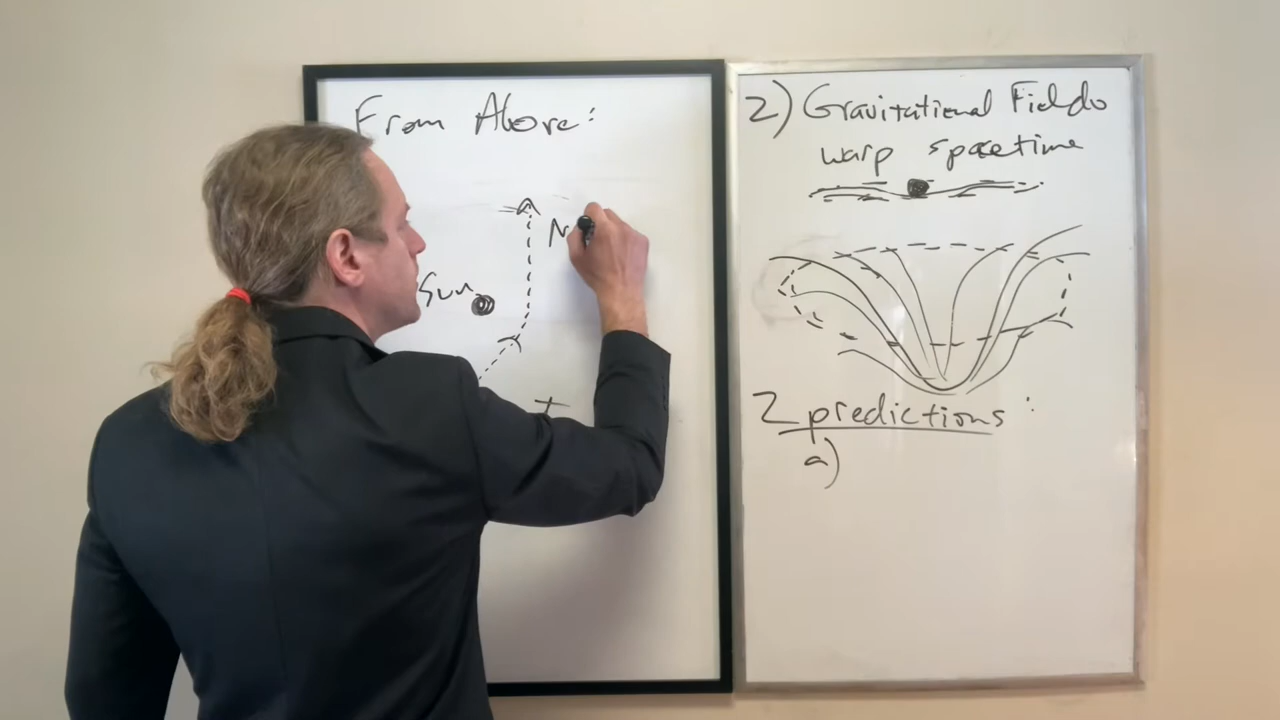 From Above:
N
Sun
2) Gravitational Fields
warp spacetime
2 predictions:
a)